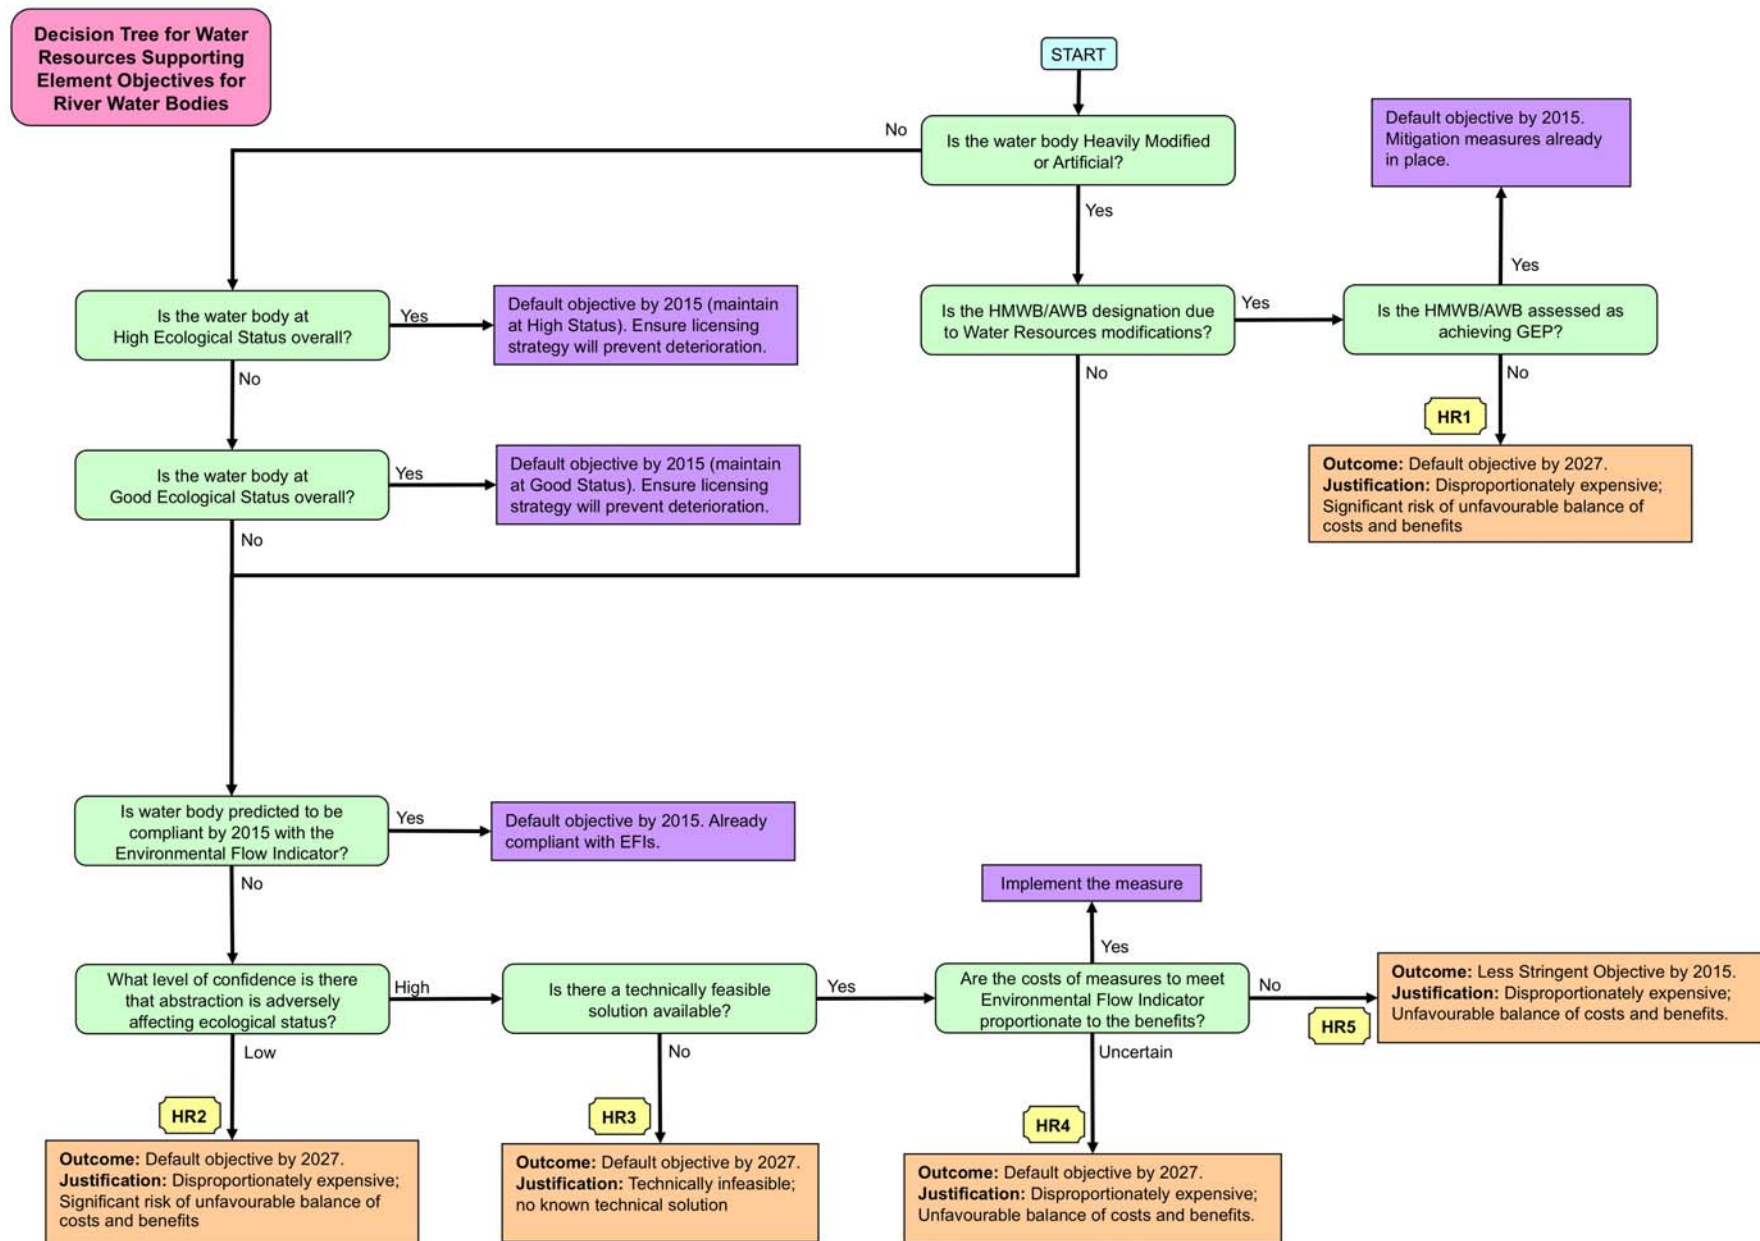 Decision Tree for Water
Resources Supporting
Element Objectives for
River Water Bodies
START
Is the water body Heavily Modified
or Artificial?
No
Yes
Default objective by 2015.
Mitigation measures already
in place.
Yes
Is the water body at
High Ecological Status overall?
Yes
Default objective by 2015 (maintain
at High Status). Ensure licensing
strategy will prevent deterioration.
Is the HMWB/AWB designation due
to Water Resources modifications?
Yes
Is the HMWB/AWB assessed as
achieving GEP?
No
No
No
HR1
Outcome: Default objective by 2027.
Justification: Disproportionately expensive;
Significant risk of unfavourable balance of
costs and benefits
Is the water body at
Good Ecological Status overall?
Yes
Default objective by 2015 (maintain
at Good Status). Ensure licensing
strategy will prevent deterioration.
No
Is water body predicted to be
compliant by 2015 with the
Environmental Flow Indicator?
Yes
Default objective by 2015. Already
compliant with EFIs.
No
Implement the measure
Yes
What level of confidence is there
that abstraction is adversely
affecting ecological status?
High
Is there a technically feasible
solution available?
Yes
Are the costs of measures to meet
Environmental Flow Indicator
proportionate to the benefits?
No
HR5
Outcome: Less Stringent Objective by 2015.
Justification: Disproportionately expensive;
Unfavourable balance of costs and benefits.
Low
No
Uncertain
HR2
Outcome: Default objective by 2027.
Justification: Disproportionately expensive;
Significant risk of unfavourable balance of
costs and benefits
HR3
Outcome: Default objective by 2027.
Justification: Technically infeasible;
no known technical solution
HR4
Outcome: Default objective by 2027.
Justification: Disproportionately expensive;
Unfavourable balance of costs and benefits.